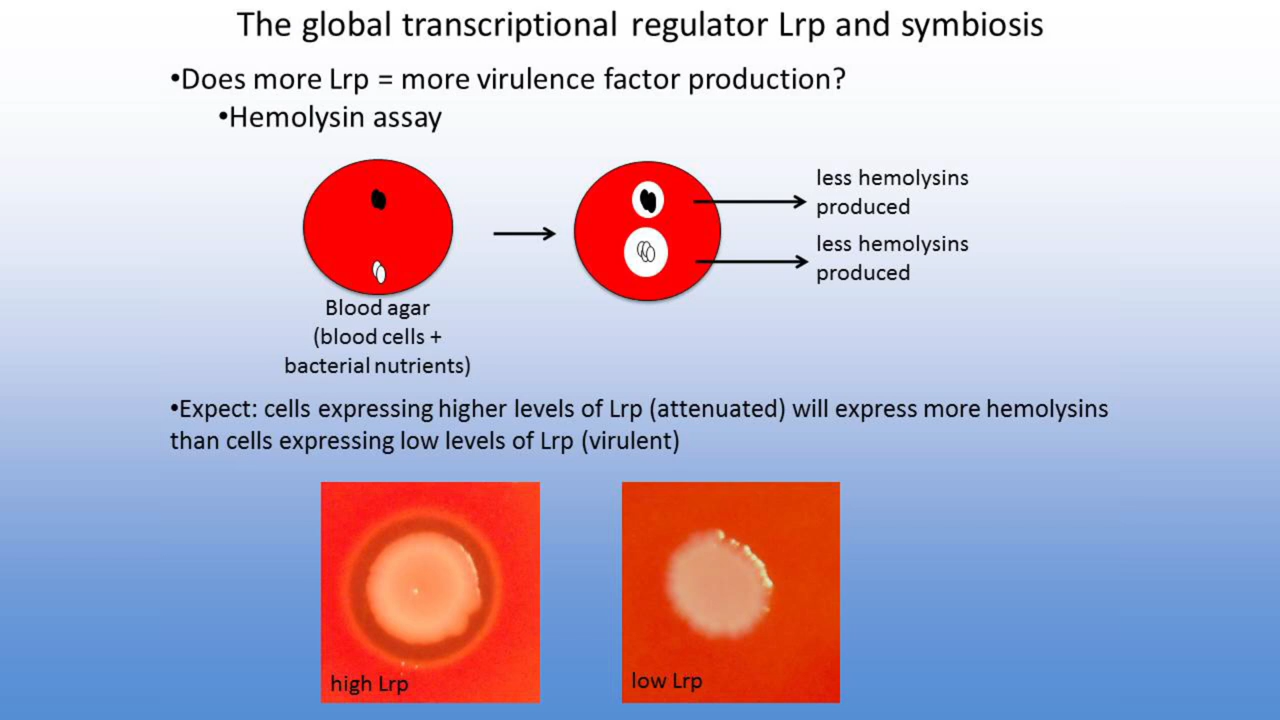 The global transcriptional regulator Lrp and symbiosis
•Does more Lrp = more virulence factor production?
•Hemolysin assay
less hemolysins
produced
less hemolysins
produced
Blood agar
(blood cells +
bacterial nutrients)
•Expect: cells expressing higher levels of Lrp (attenuated) will express more hemolysins
than cells expressing low levels of Lrp (virulent)
high Lrp
low Lrp